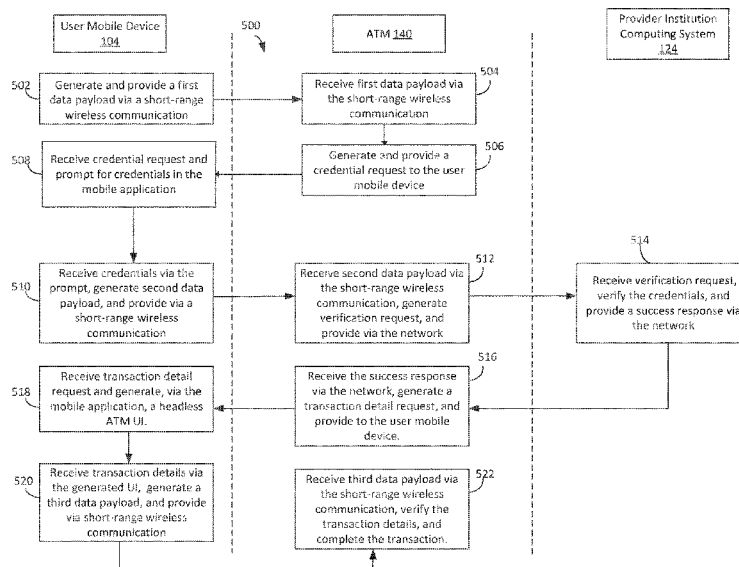 User Mobile Device
104
500
ATM 140
Provider Institution
Computing System
124
502
Generate and provide a first
data payload via a short-range
wireless communication
504
Receive first data payload via
the short-range wireless
communication
508
Receive credential request and
prompt for credentials in the
mobile application
506
Generate and provide a
credential request to the user
mobile device
510
Receive credentials via the
prompt, generate second data
payload, and provide via a
short-range wireless
communication
512
Receive second data payload via
the short-range wireless
communication, generate
verification request, and
provide via the network
514
Receive verification request,
verify the credentials, and
provide a success response via
the network
518
Receive transaction detail
request and generate, via the
mobile application, a headless
ATM UI.
516
Receive the success response
via the network, generate a
transaction detail request, and
provide to the user mobile
device.
520
Receive transaction details via
the generated UI, generate a
third data payload, and provide
via short-range wireless
communication
522
Receive third data payload via
the short-range wireless
communication, verify the
transaction details, and
complete the transaction.